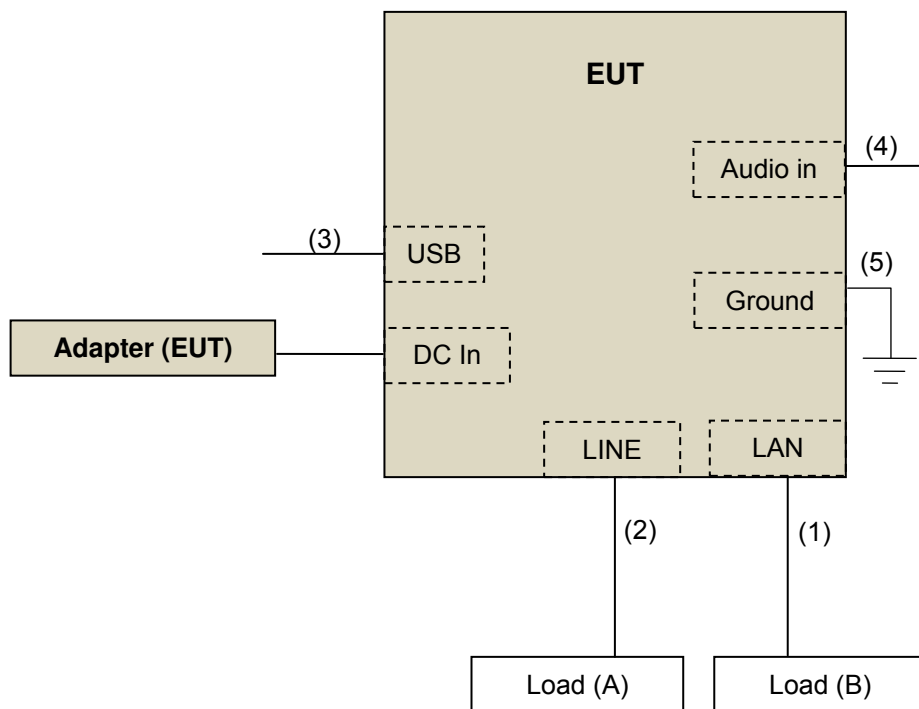 EUT
(4)
Audio in
(3)
USB
(5)
Ground
Adapter (EUT)
DC In
LINE
LAN
(2)
(1)
Load (A)
Load (B)